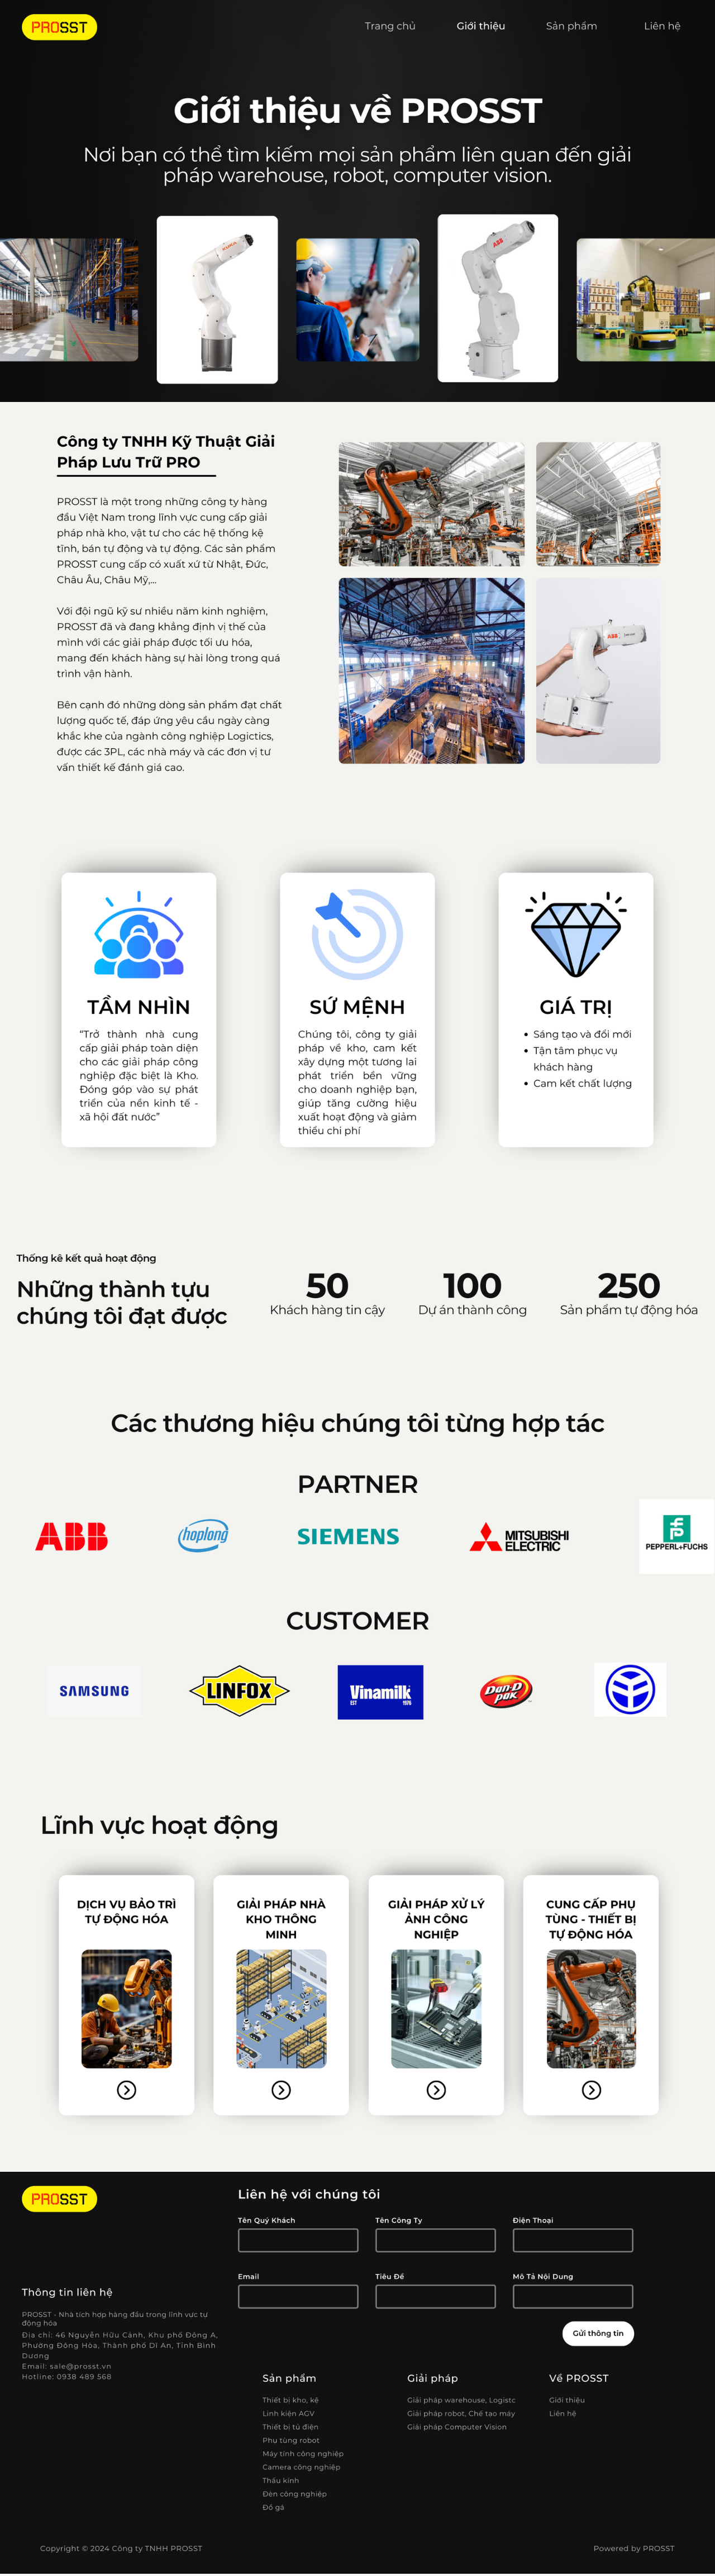 PROSST
Trang chủ
Giới thiệu
Sản phẩm
Liên hệ
Giới thiệu về PROSST
Nơi bạn có thể tìm kiếm mọi sản phẩm liên quan đến giải
pháp warehouse, robot, computer vision.
ABB
Công ty TNHH Kỹ Thuật Giải
Pháp Lưu Trữ PRO
PROSST là một trong những công ty hàng
đầu Việt Nam trong lĩnh vực cung cấp giải
pháp nhà kho, vật tư cho các hệ thống kệ
tĩnh, bán tự động và tự động. Các sản phẩm
PROSST cung cấp có xuất xứ từ Nhật, Đức,
Châu Âu, Châu Mỹ,...
Với đội ngũ kỹ sư nhiều năm kinh nghiệm,
PROSST đã và đang khẳng định vị thế của
mình với các giải pháp được tối ưu hóa,
mang đến khách hàng sự hài lòng trong quá
trình vận hành.
Bên cạnh đó những dòng sản phẩm đạt chất
lượng quốc tế, đáp ứng yêu cầu ngày càng
khắc khe của ngành công nghiệp Logictics,
được các 3PL, các nhà máy và các đơn vị tư
vấn thiết kế đánh giá cao.
ABB
TẦM NHÌN
“Trở thành nhà cung
cấp giải pháp toàn diện
cho các giải pháp công
nghiệp đặc biệt là Kho.
Đóng góp vào sự phát
triển của nền kinh tế -
xã hội đất nước”
SỨ MỆNH
Chúng tôi, công ty giải
pháp về kho, cam kết
xây dựng một tương lai
phát triển bền vững
cho doanh nghiệp bạn,
giúp tăng cường hiệu
xuất hoạt động và giảm
thiểu chi phí
GIÁ TRỊ
• Sáng tạo và đổi mới
• Tận tâm phục vụ
khách hàng
• Cam kết chất lượng
Thống kê kết quả hoạt động
Những thành tựu
chúng tôi đạt được
50
Khách hàng tin cậy
100
Dự án thành công
250
Sản phẩm tự động hóa
Các thương hiệu chúng tôi từng hợp tác
PARTNER
ABB
hoplong
SIEMENS
MITSUBISHI
ELECTRIC
PEPPERL+FUCHS
CUSTOMER
SAMSUNG
LINFOX
Vinamilk
EST 1976
Dan-D
pak
Lĩnh vực hoạt động
DỊCH VỤ BẢO TRÌ
TỰ ĐỘNG HÓA
GIẢI PHÁP NHÀ
KHO THÔNG
MINH
GIẢI PHÁP XỬ LÝ
ẢNH CÔNG
NGHIỆP
CUNG CẤP PHỤ
TÙNG - THIẾT BỊ
TỰ ĐỘNG HÓA
PROSST
Thông tin liên hệ
PROSST - Nhà tích hợp hàng đầu trong lĩnh vực tự
động hóa
Địa chỉ: 46 Nguyễn Hữu Cảnh, Khu phố Đông A,
Phường Đông Hòa, Thành phố Dĩ An, Tỉnh Bình
Dương
Email: sale@prosst.vn
Hotline: 0938 489 568
Liên hệ với chúng tôi
Tên Quý Khách
Tên Công Ty
Điện Thoại
Email
Tiêu Đề
Mô Tả Nội Dung
Gửi thông tin
Sản phẩm
Thiết bị kho, kệ
Linh kiện AGV
Thiết bị tủ điện
Phụ tùng robot
Máy tính công nghiệp
Camera công nghiệp
Thấu kính
Đèn công nghiệp
Đồ gá
Giải pháp
Giải pháp warehouse, Logistc
Giải pháp robot, Chế tạo máy
Giải pháp Computer Vision
Về PROSST
Giới thiệu
Liên hệ
Copyright © 2024 Công ty TNHH PROSST
Powered by PROSST